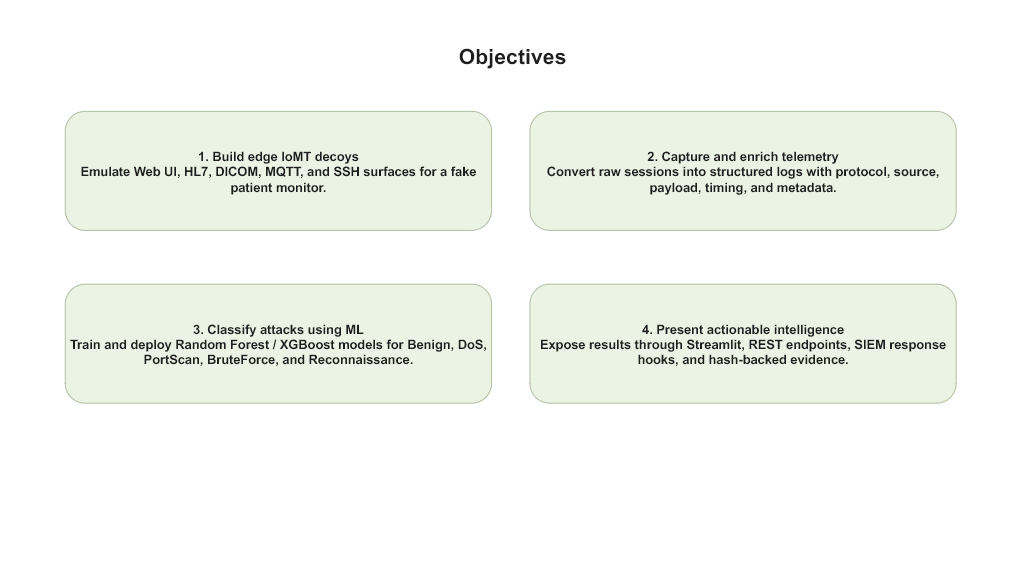 Objectives
1. Build edge IoMT decoys
Emulate Web UI, HL7, DICOM, MQTT, and SSH surfaces for a fake
patient monitor.
2. Capture and enrich telemetry
Convert raw sessions into structured logs with protocol, source,
payload, timing, and metadata.
3. Classify attacks using ML
Train and deploy Random Forest / XGBoost models for Benign, DoS,
PortScan, BruteForce, and Reconnaissance.
4. Present actionable intelligence
Expose results through Streamlit, REST endpoints, SIEM response
hooks, and hash-backed evidence.